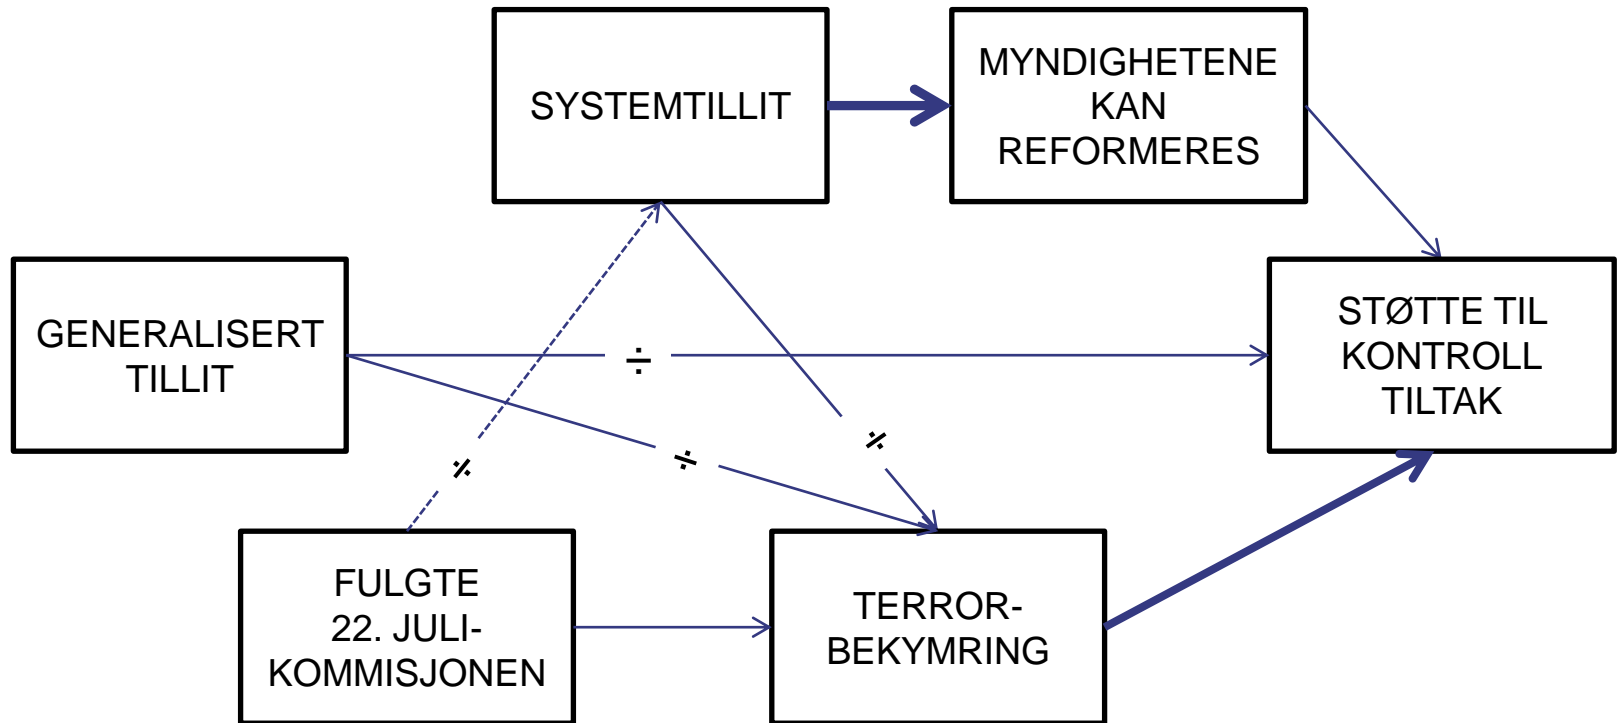 SYSTEMTILLIT
MYNDIGHETENE
KAN
REFORMERES
GENERALISERT
TILLIT
÷
STØTTE TIL
KONTROLL
TILTAK
÷
÷
÷
FULGTE
22. JULI-
KOMMISJONEN
TERROR-
BEKYMRING